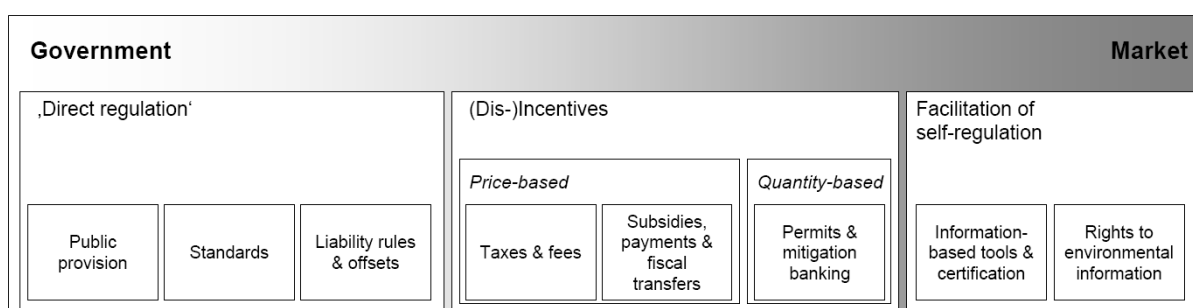 Government
Market
‚Direct regulation‘
(Dis-)Incentives
Facilitation of
self-regulation
Price-based
Quantity-based
Public
provision
Standards
Liability rules
& offsets
Taxes & fees
Subsidies,
payments &
fiscal
transfers
Permits &
mitigation
banking
Information-
based tools &
certification
Rights to
environmental
information